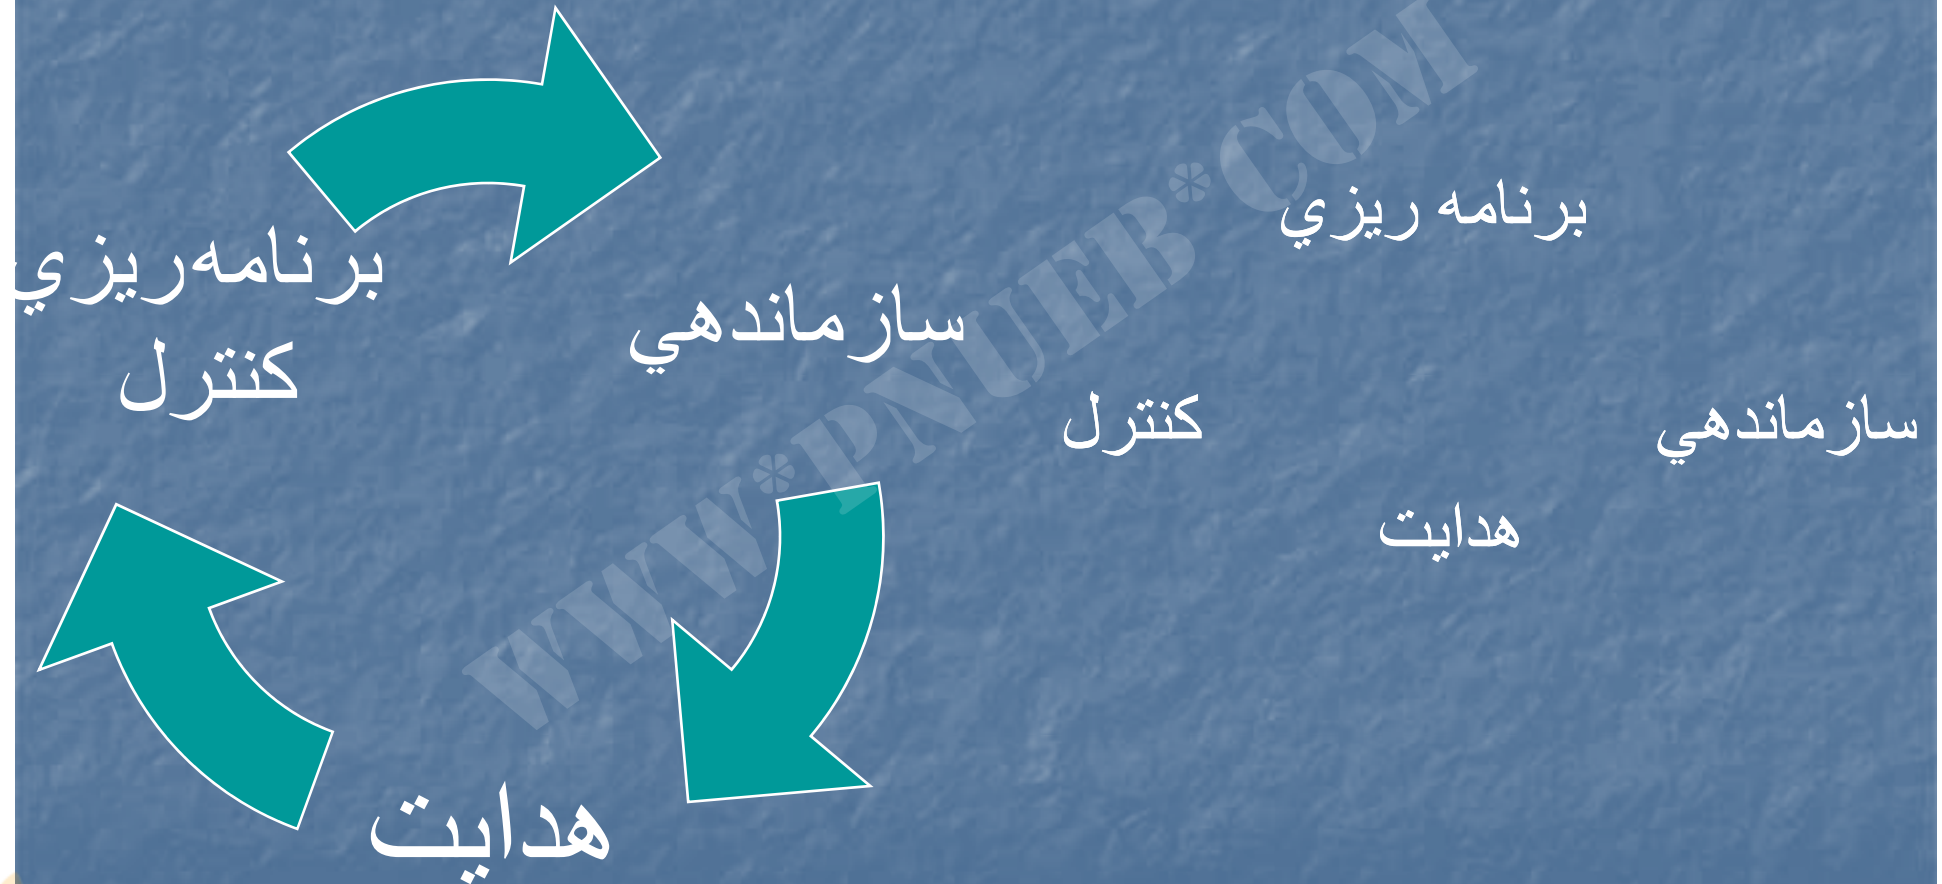 برنامه ريزي
سازماندهي
كنترل
هدايت
برنامه ريزي
كنترل
سازماندهي
هدايت
WWW*PNUEB*COM